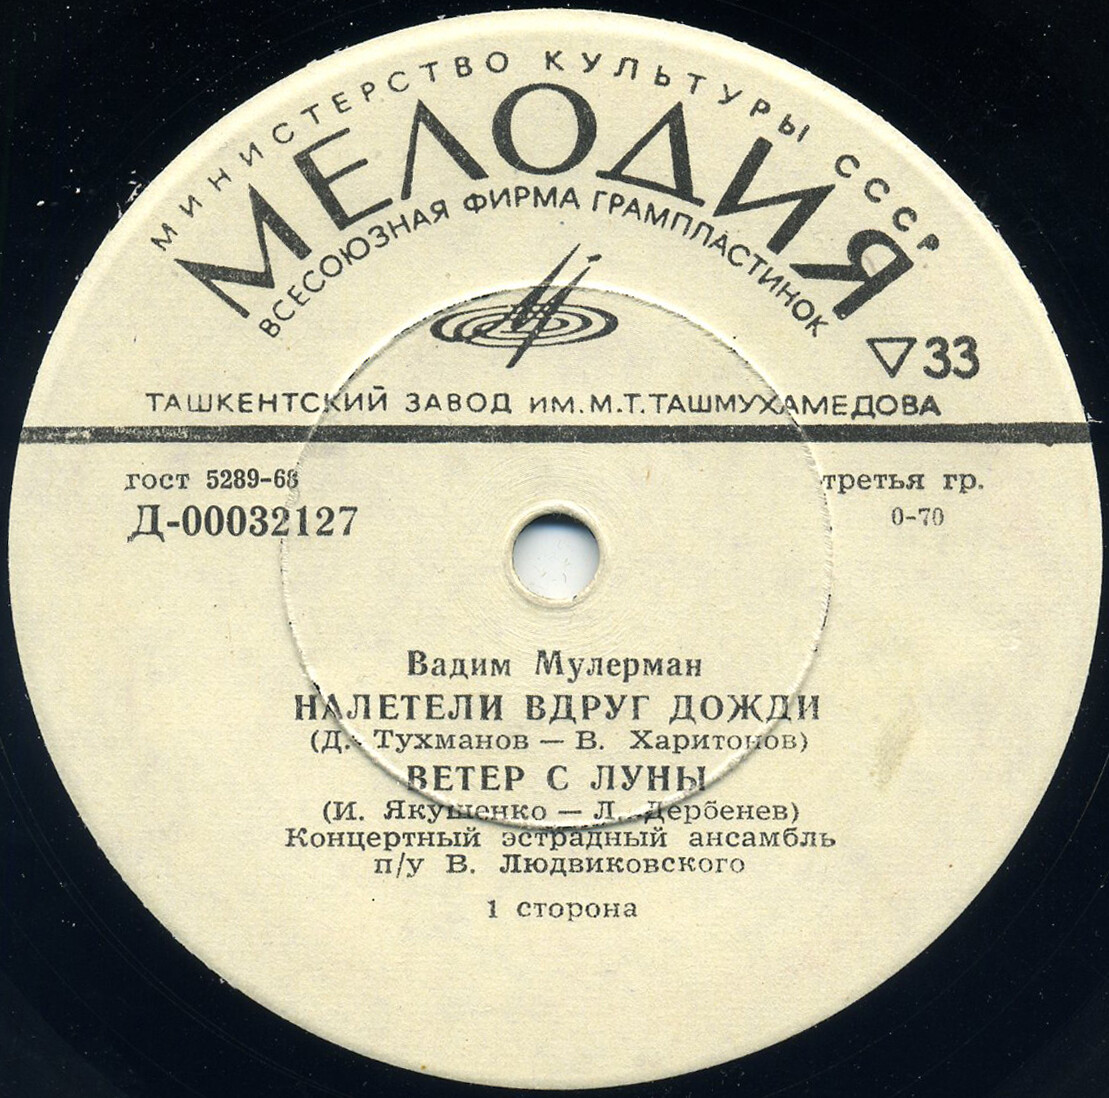 МИНИСТЕРСТВО КУЛЬТУРЫ СССР
МЕЛОДИЯ
ВСЕСОЮЗНАЯ ФИРМА ГРАМПЛАСТИНОК
▽33
ТАШКЕНТСКИЙ ЗАВОД ИМ. М. Т. ТАШМУХАМЕДОВА
гост 5289-68
третья гр.
Д-00032127
0-70
Вадим Мулерман
НАЛЕТЕЛИ ВДРУГ ДОЖДИ
(Д. Тухманов — В. Харитонов)
ВЕТЕР С ЛУНЫ
(И. Якушенко — Л. Дербенев)
Концертный эстрадный ансамбль
п/у В. Людвиковского
1 сторона